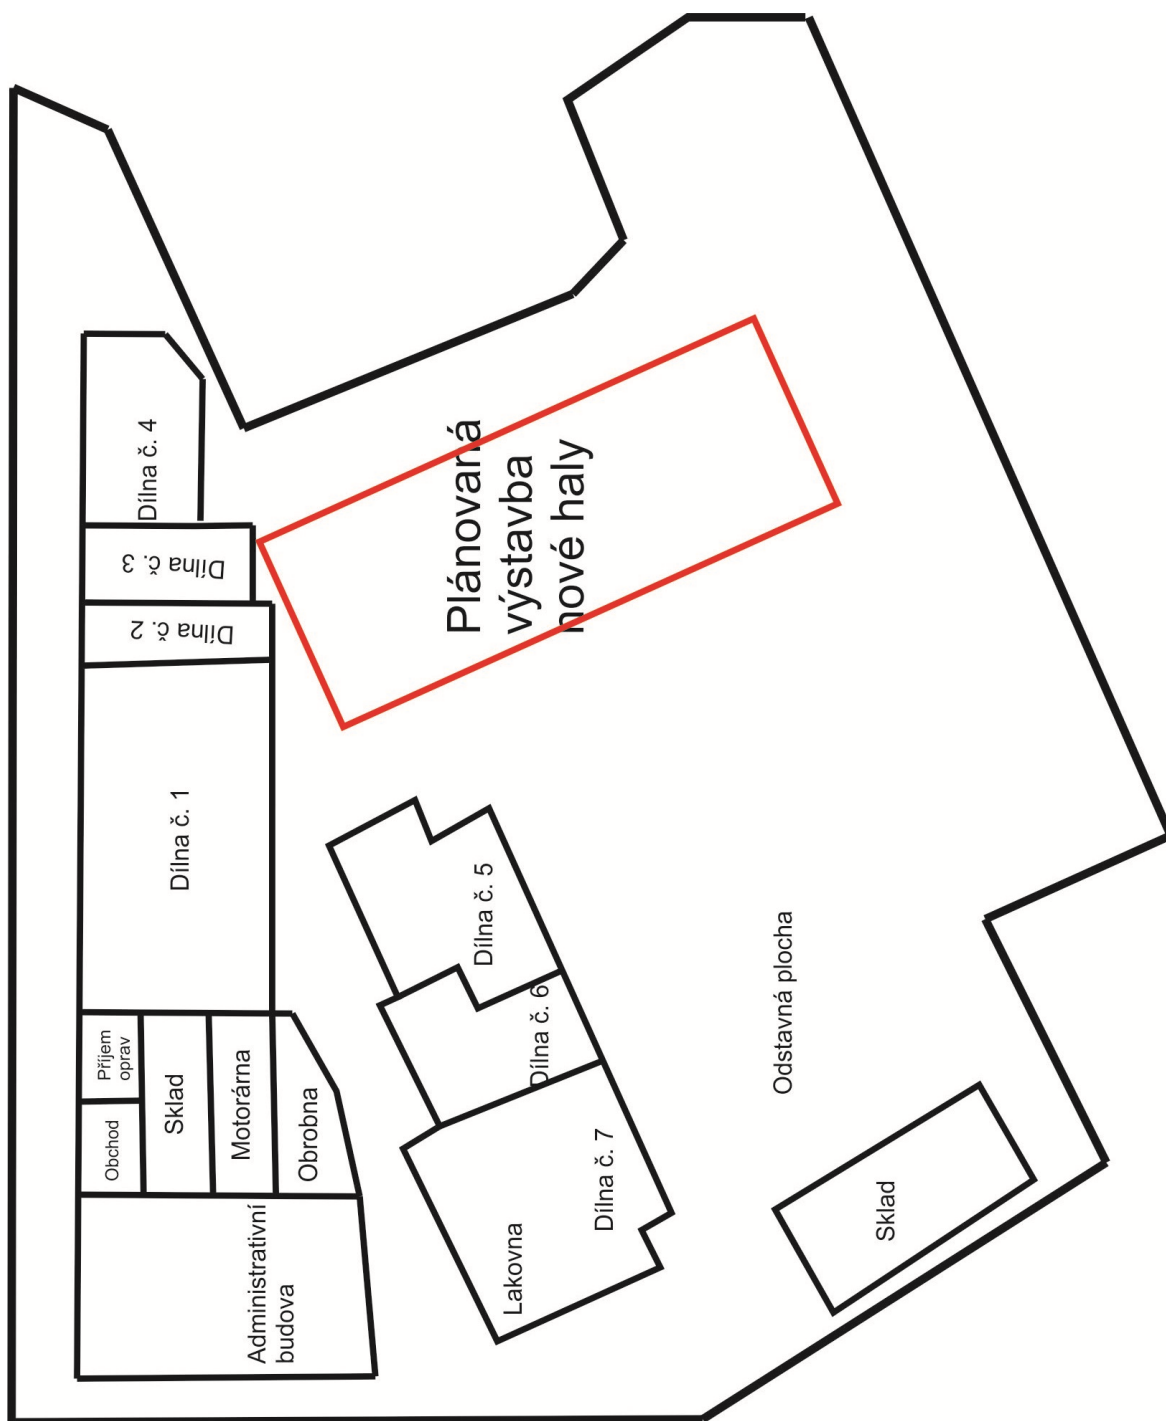 Dílna č. 4
Dílna č. 3
Dílna č. 2
Dílna č. 1
Plánovaná
výstavba
nové haly
Příjem
oprav
Obchod
Sklad
Motorárna
Obrobna
Administrativní
budova
Dílna č. 5
Dílna č. 6
Dílna č. 7
Lakovna
Odstavná plocha
Sklad